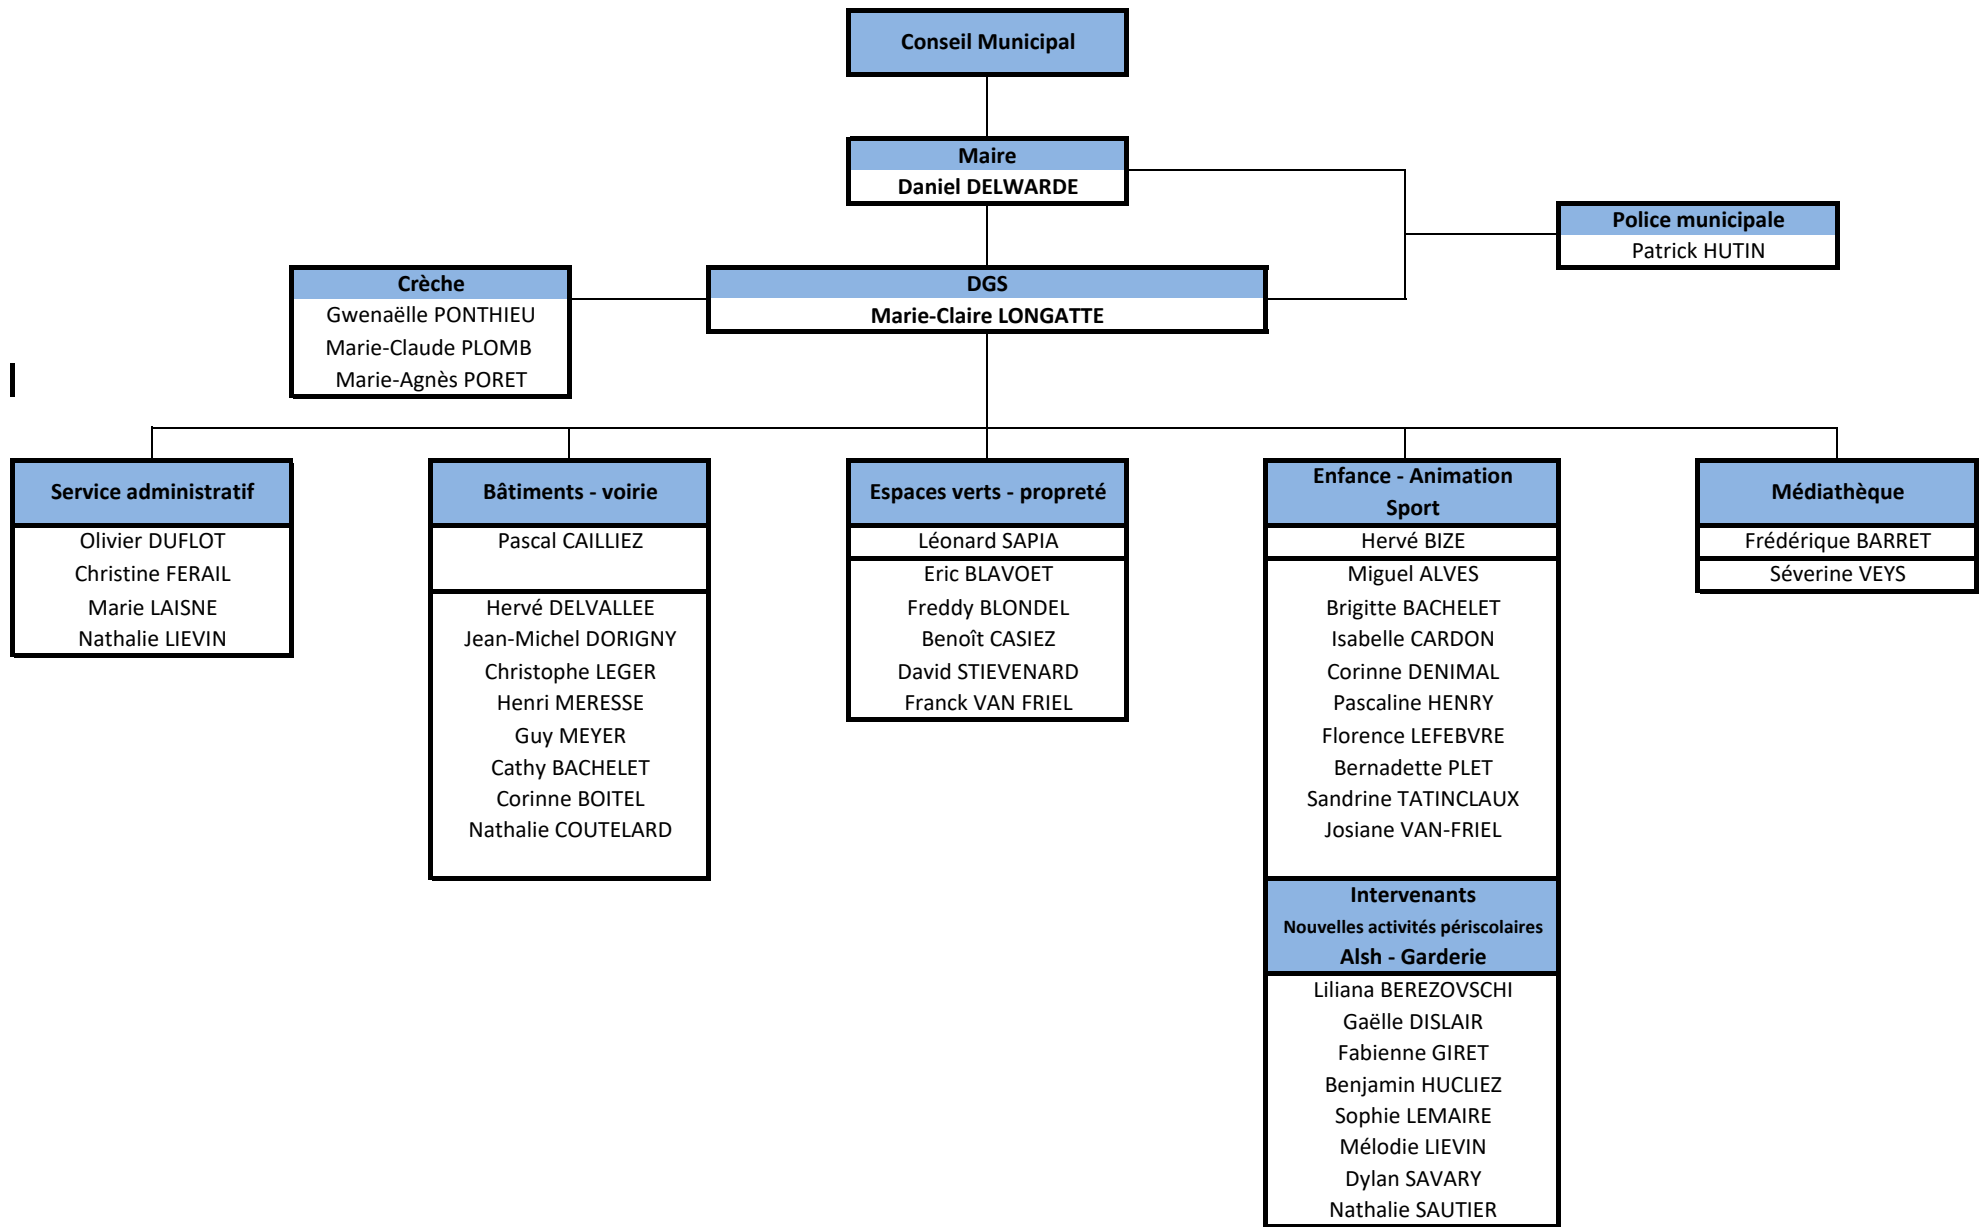 Conseil Municipal
Maire
Daniel DELWARDE
Police municipale
Patrick HUTIN
Crèche
Gwenaëlle PONTHIEU
Marie-Claude PLOMB
Marie-Agnès PORET
DGS
Marie-Claire LONGATTE
Service administratif
Olivier DUFLOT
Christine FERAIL
Marie LAISNE
Nathalie LIEVIN
Bâtiments - voirie
Pascal CAILLIEZ
Hervé DELVALLEE
Jean-Michel DORIGNY
Christophe LEGER
Henri MERESSE
Guy MEYER
Cathy BACHELET
Corinne BOITEL
Nathalie COUTELARD
Espaces verts - propreté
Léonard SAPIA
Eric BLAVOET
Freddy BLONDEL
Benoît CASIEZ
David STIEVENARD
Franck VAN FRIEL
Enfance - Animation
Sport
Hervé BIZE
Miguel ALVES
Brigitte BACHELET
Isabelle CARDON
Corinne DENIMAL
Pascaline HENRY
Florence LEFEBVRE
Bernadette PLET
Sandrine TATINCLAUX
Josiane VAN-FRIEL
Intervenants
Nouvelles activités périscolaires
Alsh - Garderie
Liliana BEREZOVSCHI
Gaëlle DISLAIR
Fabienne GIRET
Benjamin HUCLIEZ
Sophie LEMAIRE
Mélodie LIEVIN
Dylan SAVARY
Nathalie SAUTIER
Médiathèque
Frédérique BARRET
Séverine VEYS